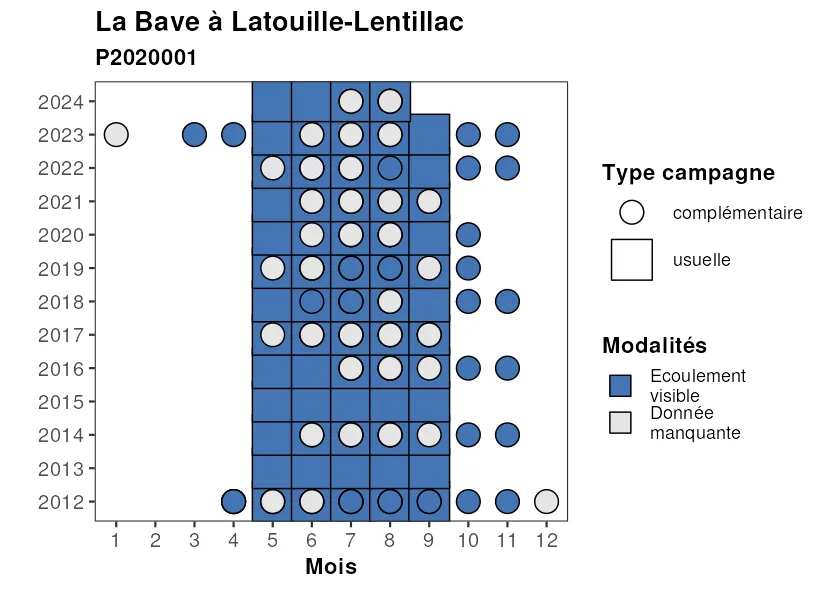 La Bave à Latouille-Lentillac
P2020001
2024
2023
2022
2021
2020
2019
2018
2017
2016
2015
2014
2013
2012
1 2 3 4 5 6 7 8 9 10 11 12
Mois
Type campagne
complémentaire
usuelle
Modalités
Ecoulement
visible
Donnée
manquante